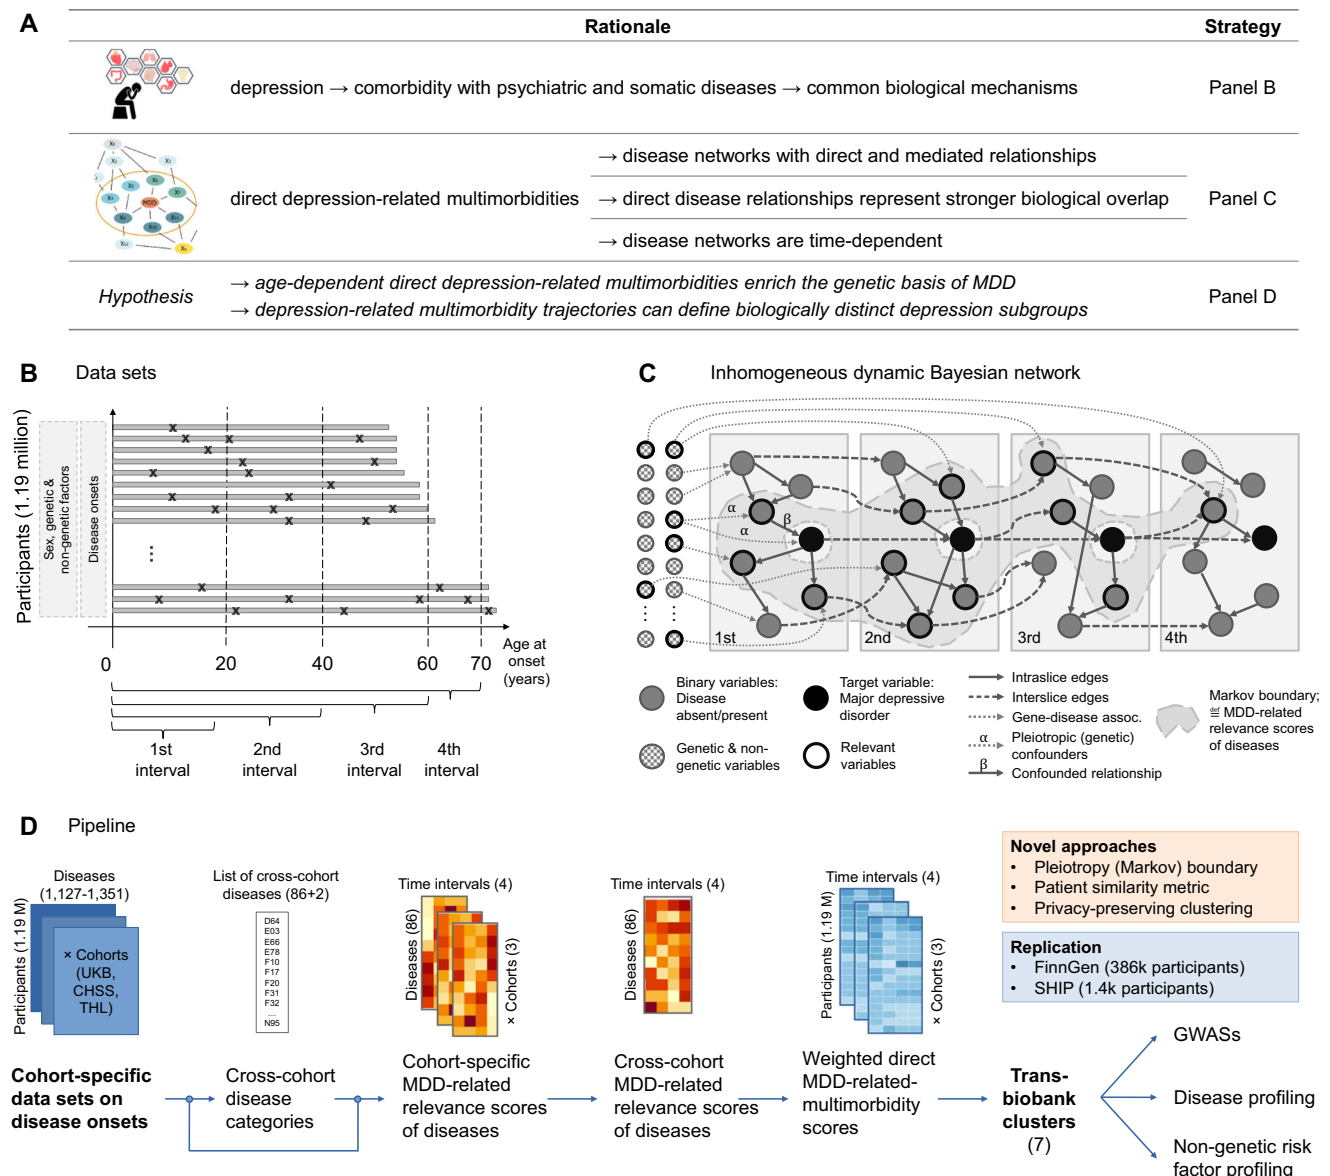 A
Rationale
Strategy
depression → comorbidity with psychiatric and somatic diseases → common biological mechanisms
Panel B
X₂
X₃
X₅
X₇
MDD
direct depression-related multimorbidities
→ disease networks with direct and mediated relationships
→ direct disease relationships represent stronger biological overlap
→ disease networks are time-dependent
Panel C
Hypothesis
→ age-dependent direct depression-related multimorbidities enrich the genetic basis of MDD
→ depression-related multimorbidity trajectories can define biologically distinct depression subgroups
Panel D
B
Data sets
Participants (1.19 million)
Sex, genetic &
non-genetic factors
Disease onsets
0
20
40
60
70
Age at
onset
(years)
1st
interval
2nd
interval
3rd
interval
4th
interval
C
Inhomogeneous dynamic Bayesian network
α
α
β
1st
2nd
3rd
4th
Binary variables:
Disease
absent/present
Genetic & non-
genetic variables
Target variable:
Major depressive
disorder
Relevant
variables
Intraslice edges
Interslice edges
Gene-disease assoc.
α
Pleiotropic (genetic)
confounders
β
Confounded relationship
Markov boundary;
≝ MDD-related
relevance scores
of diseases
D
Pipeline
Diseases
(1,127-1,351)
Participants (1.19 M)
× Cohorts
(UKB,
CHSS,
THL)
List of cross-cohort
diseases (86+2)
D64
E03
E66
E78
F10
F17
F20
F31
F32
...
N95
Time intervals (4)
Diseases (86)
× Cohorts (3)
Time intervals (4)
Diseases (86)
Time intervals (4)
Participants (1.19 M)
× Cohorts (3)
Novel approaches
• Pleiotropy (Markov) boundary
• Patient similarity metric
• Privacy-preserving clustering
Replication
• FinnGen (386k participants)
• SHIP (1.4k participants)
Cohort-specific
data sets on
disease onsets
Cross-cohort
disease
categories
Cohort-specific
MDD-related
relevance scores
of diseases
Cross-cohort
MDD-related
relevance scores
of diseases
Weighted direct
MDD-related-
multimorbidity
scores
Trans-
biobank
clusters
(7)
GWASs
Disease profiling
Non-genetic risk
factor profiling